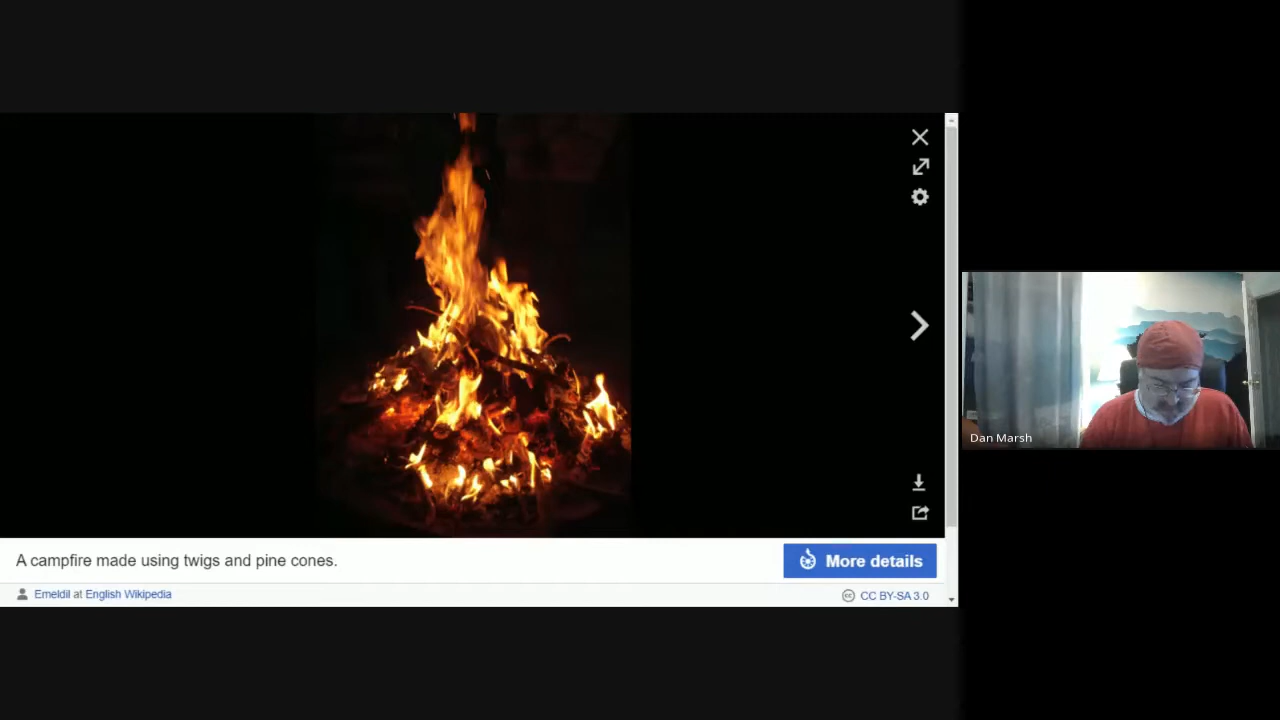 Dan Marsh
A campfire made using twigs and pine cones.
More details
Emeldil at English Wikipedia
cc CC BY-SA 3.0